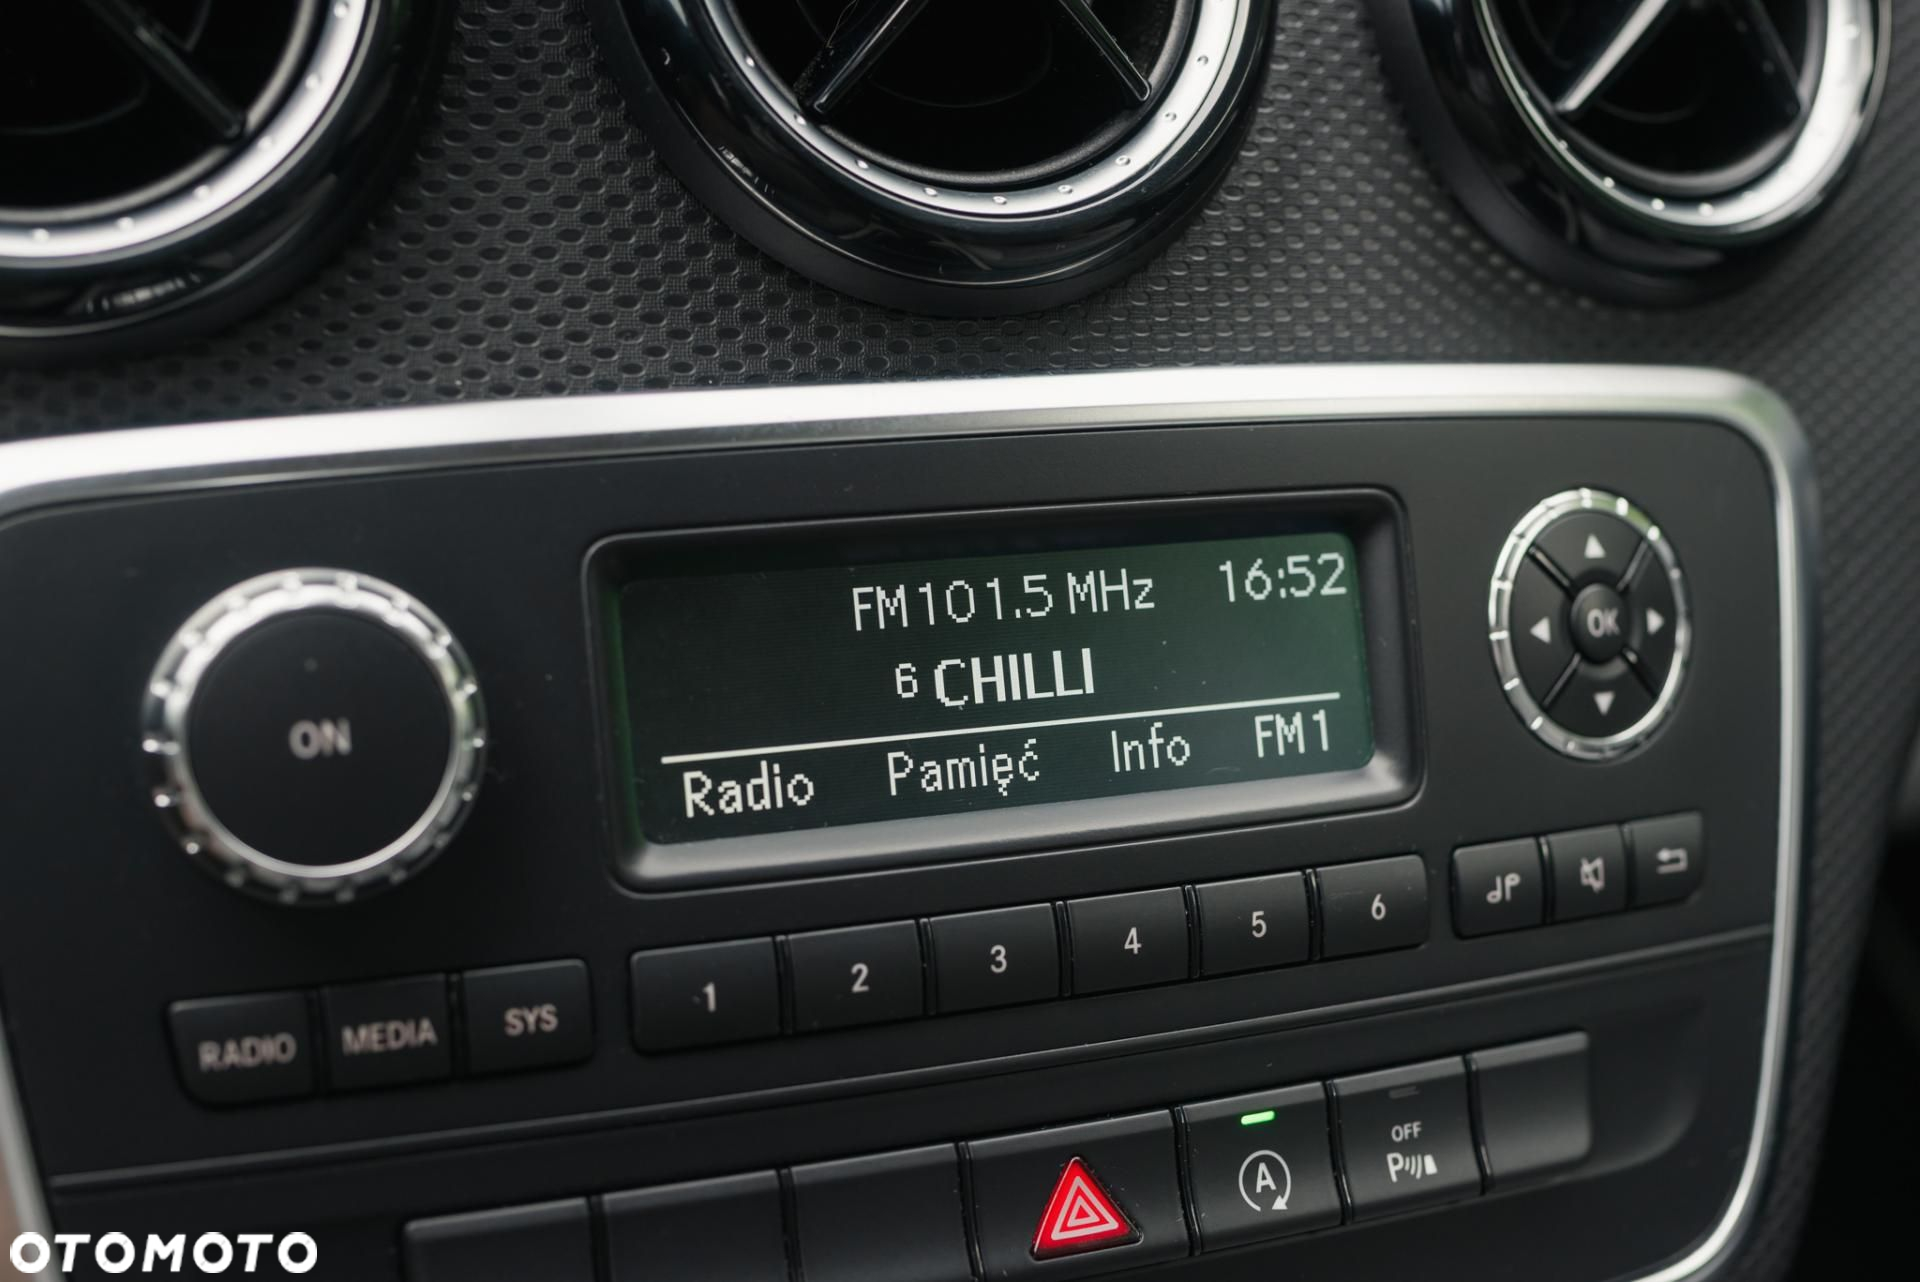 FM 101.5 MHz 16:52
6 CHILLI
Radio Pamięć Info FM1
ON
OK
1 2 3 4 5 6
RADIO MEDIA SYS
A
OFF
P
OTOMOTO